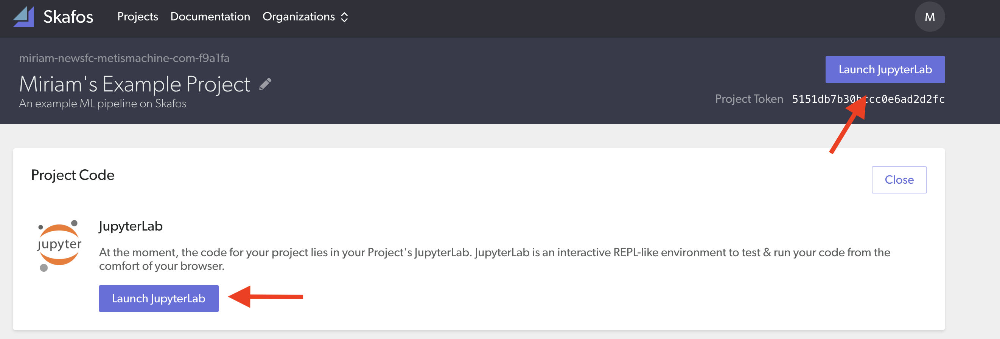 Skafos Projects Documentation Organizations M
miriam-newsfc-metismachine-com-f9a1fa
Launch JupyterLab
Miriam's Example Project
Project Token
An example ML pipeline on Skafos
Project Code
Close
JupyterLab
jupyter
At the moment, the code for your project lies in your Project's JupyterLab. JupyterLab is an interactive REPL-like environment to test & run your code from the
comfort of your browser.
Launch JupyterLab